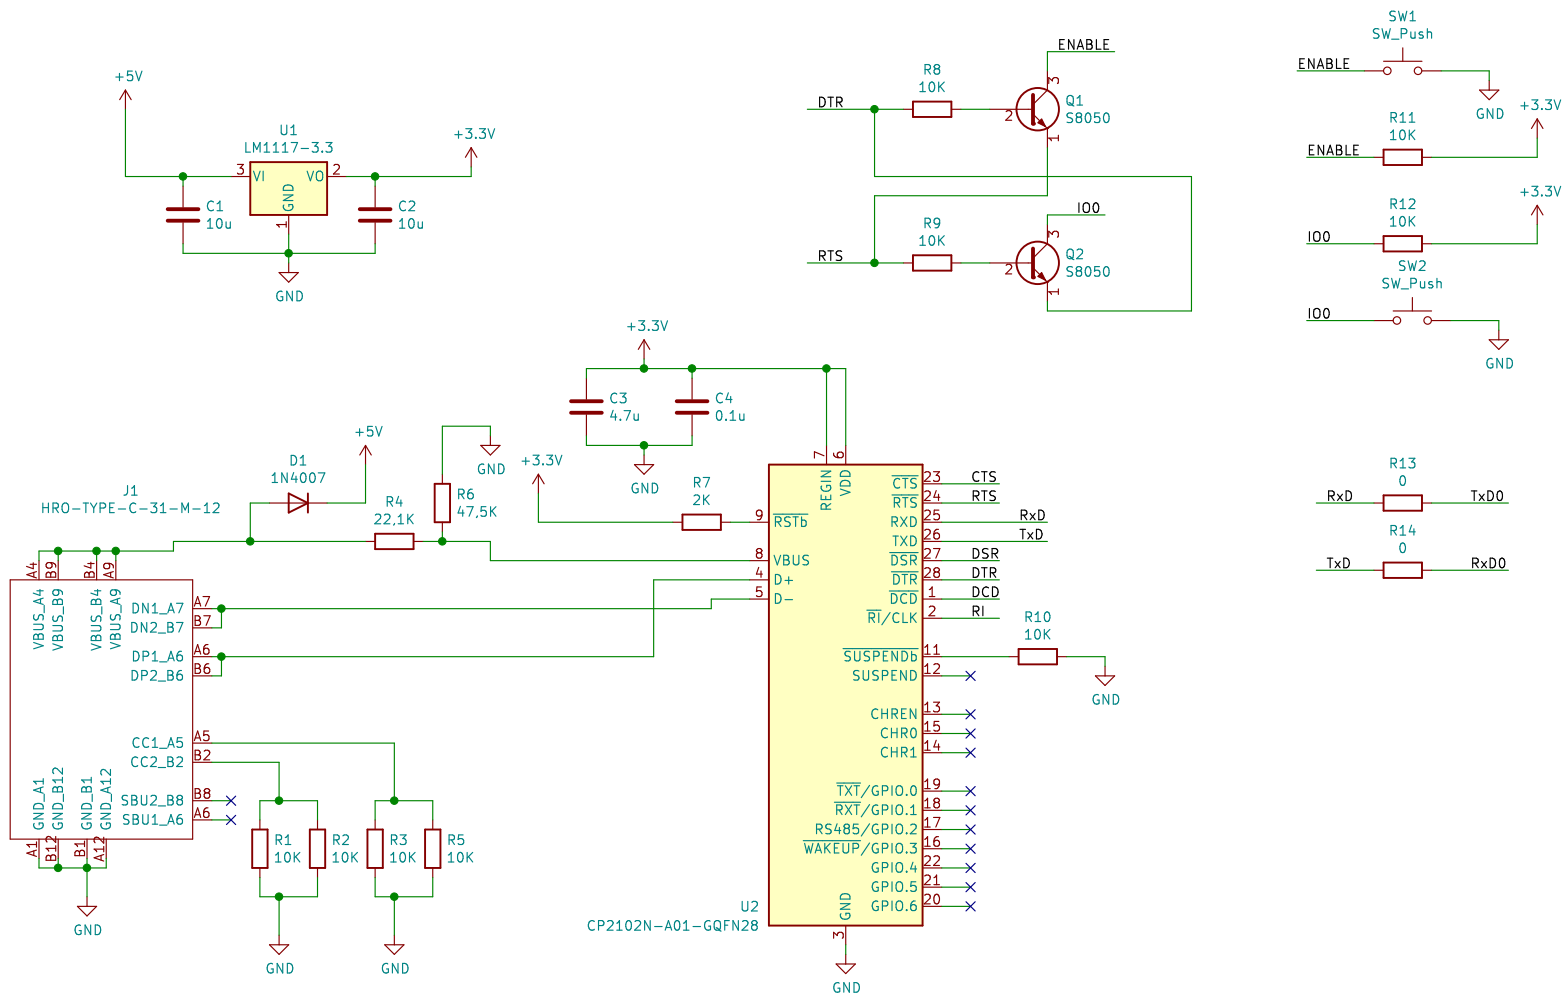 +5V
U1
LM1117-3.3
3
VI
VO
2
GND
1
+3.3V
C1
10u
C2
10u
GND
ENABLE
DTR
R8
10K
2
3
1
Q1
S8050
IO0
RTS
R9
10K
2
3
1
Q2
S8050
SW1
SW_Push
ENABLE
GND
+3.3V
R11
10K
ENABLE
+3.3V
R12
10K
IO0
SW2
SW_Push
IO0
GND
+3.3V
C3
4.7u
C4
0.1u
GND
+5V
D1
1N4007
R4
22,1K
GND
R6
47,5K
+3.3V
R7
2K
J1
HRO-TYPE-C-31-M-12
A4
B9
B4
A9
VBUS_A4
VBUS_B9
VBUS_B4
VBUS_A9
DN1_A7
A7
DN2_B7
B7
DP1_A6
A6
DP2_B6
B6
CC1_A5
A5
CC2_B2
B2
SBU2_B8
B8
SBU1_A6
A6
GND_A1
GND_B12
GND_B1
GND_A12
A1
B12
B1
A12
GND
R1
10K
R2
10K
R3
10K
R5
10K
GND
GND
7
6
REGIN
VDD
9
RSTb
8
VBUS
4
D+
5
D-
CTS
23
CTS
RTS
24
RTS
RXD
25
RxD
TXD
26
TxD
DSR
27
DSR
DTR
28
DTR
DCD
1
DCD
RI/CLK
2
RI
SUSPENDb
11
R10
10K
GND
SUSPEND
12
CHREN
13
CHR0
15
CHR1
14
TXT/GPIO.0
19
RXT/GPIO.1
18
RS485/GPIO.2
17
WAKEUP/GPIO.3
16
GPIO.4
22
GPIO.5
21
GPIO.6
20
GND
3
U2
CP2102N-A01-GQFN28
GND
R13
0
RxD
TxD0
R14
0
TxD
RxD0